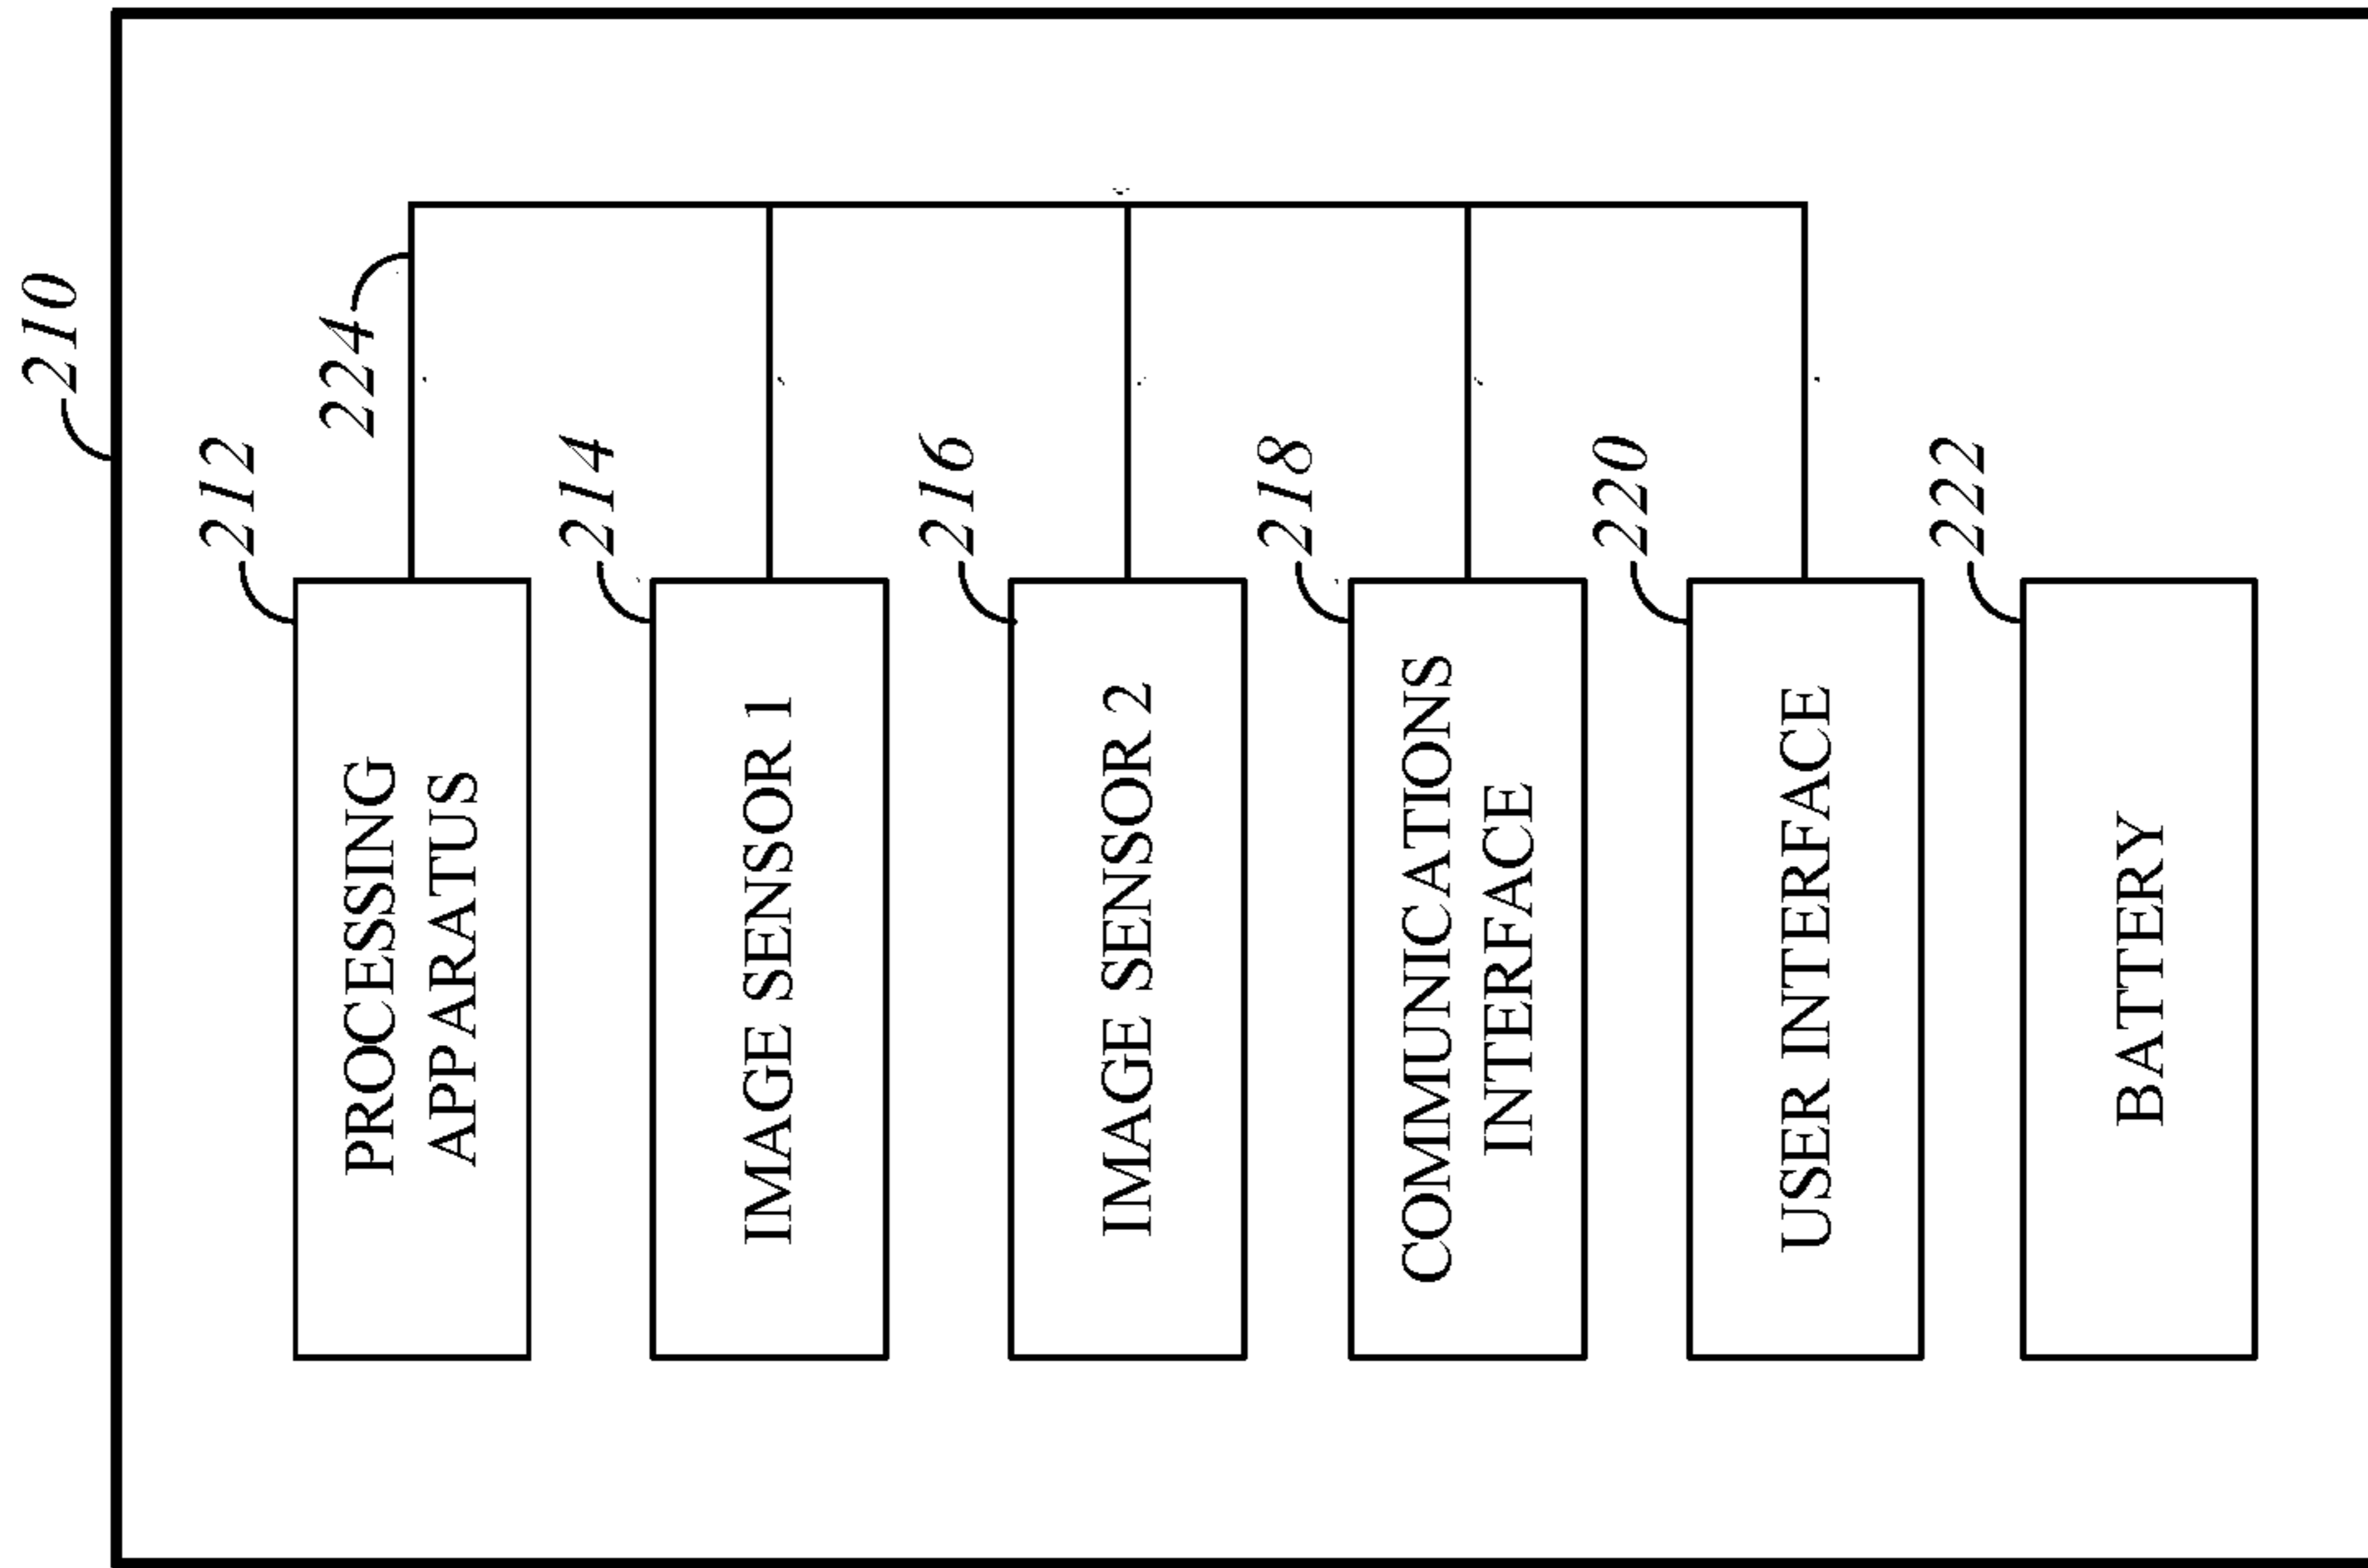 210
224
212
PROCESSING
APPARATUS
214
IMAGE SENSOR 1
216
IMAGE SENSOR 2
218
COMMUNICATIONS
INTERFACE
220
USER INTERFACE
222
BATTERY